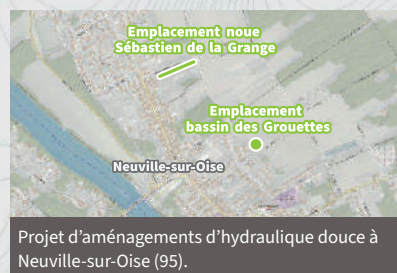 Emplacement noue
Sébastien de la Grange
Emplacement
bassin des Grouettes
Neuville-sur-Oise
Projet d’aménagements d’hydraulique douce à
Neuville-sur-Oise (95).